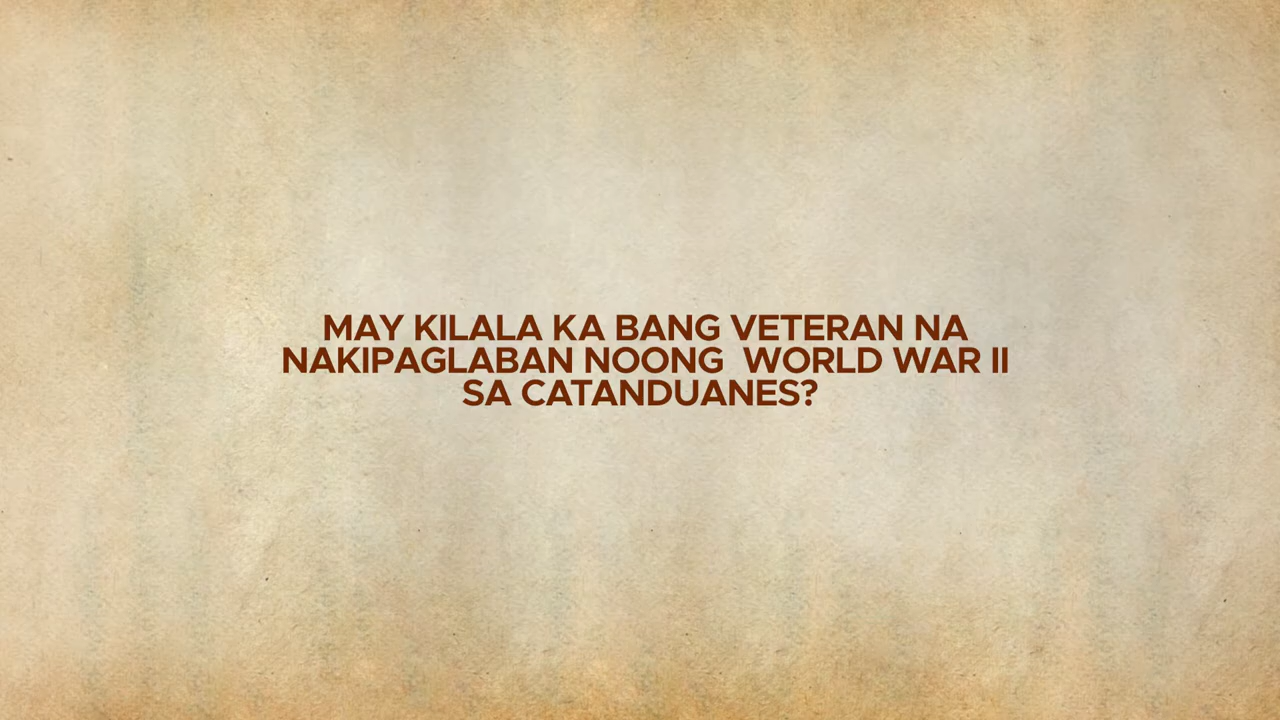 MAY KILALA KA BANG VETERAN NA
NAKIPAGLABAN NOONG WORLD WAR II
SA CATANDUANES?